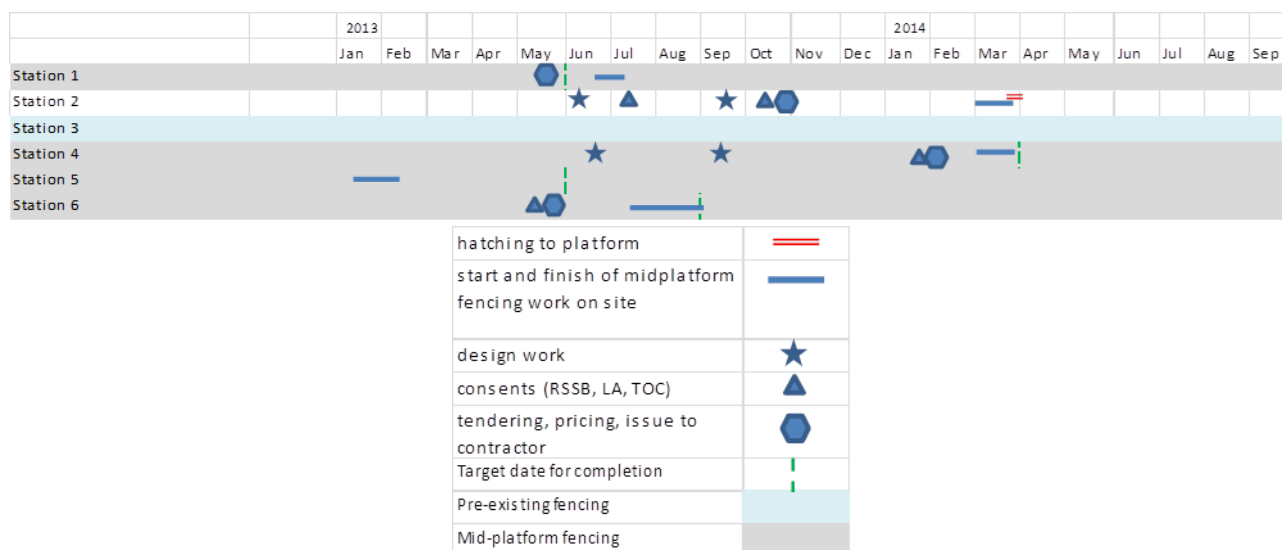 2013 2014
Jan Feb Mar Apr May Jun Jul Aug Sep Oct Nov Dec Jan Feb Mar Apr May Jun Jul Aug Sep
Station 1
Station 2
Station 3
Station 4
Station 5
Station 6
hatching to platform
start and finish of midplatform
fencing work on site
design work
consents (RSSB, LA, TOC)
tendering, pricing, issue to
contractor
Target date for completion
Pre-existing fencing
Mid-platform fencing